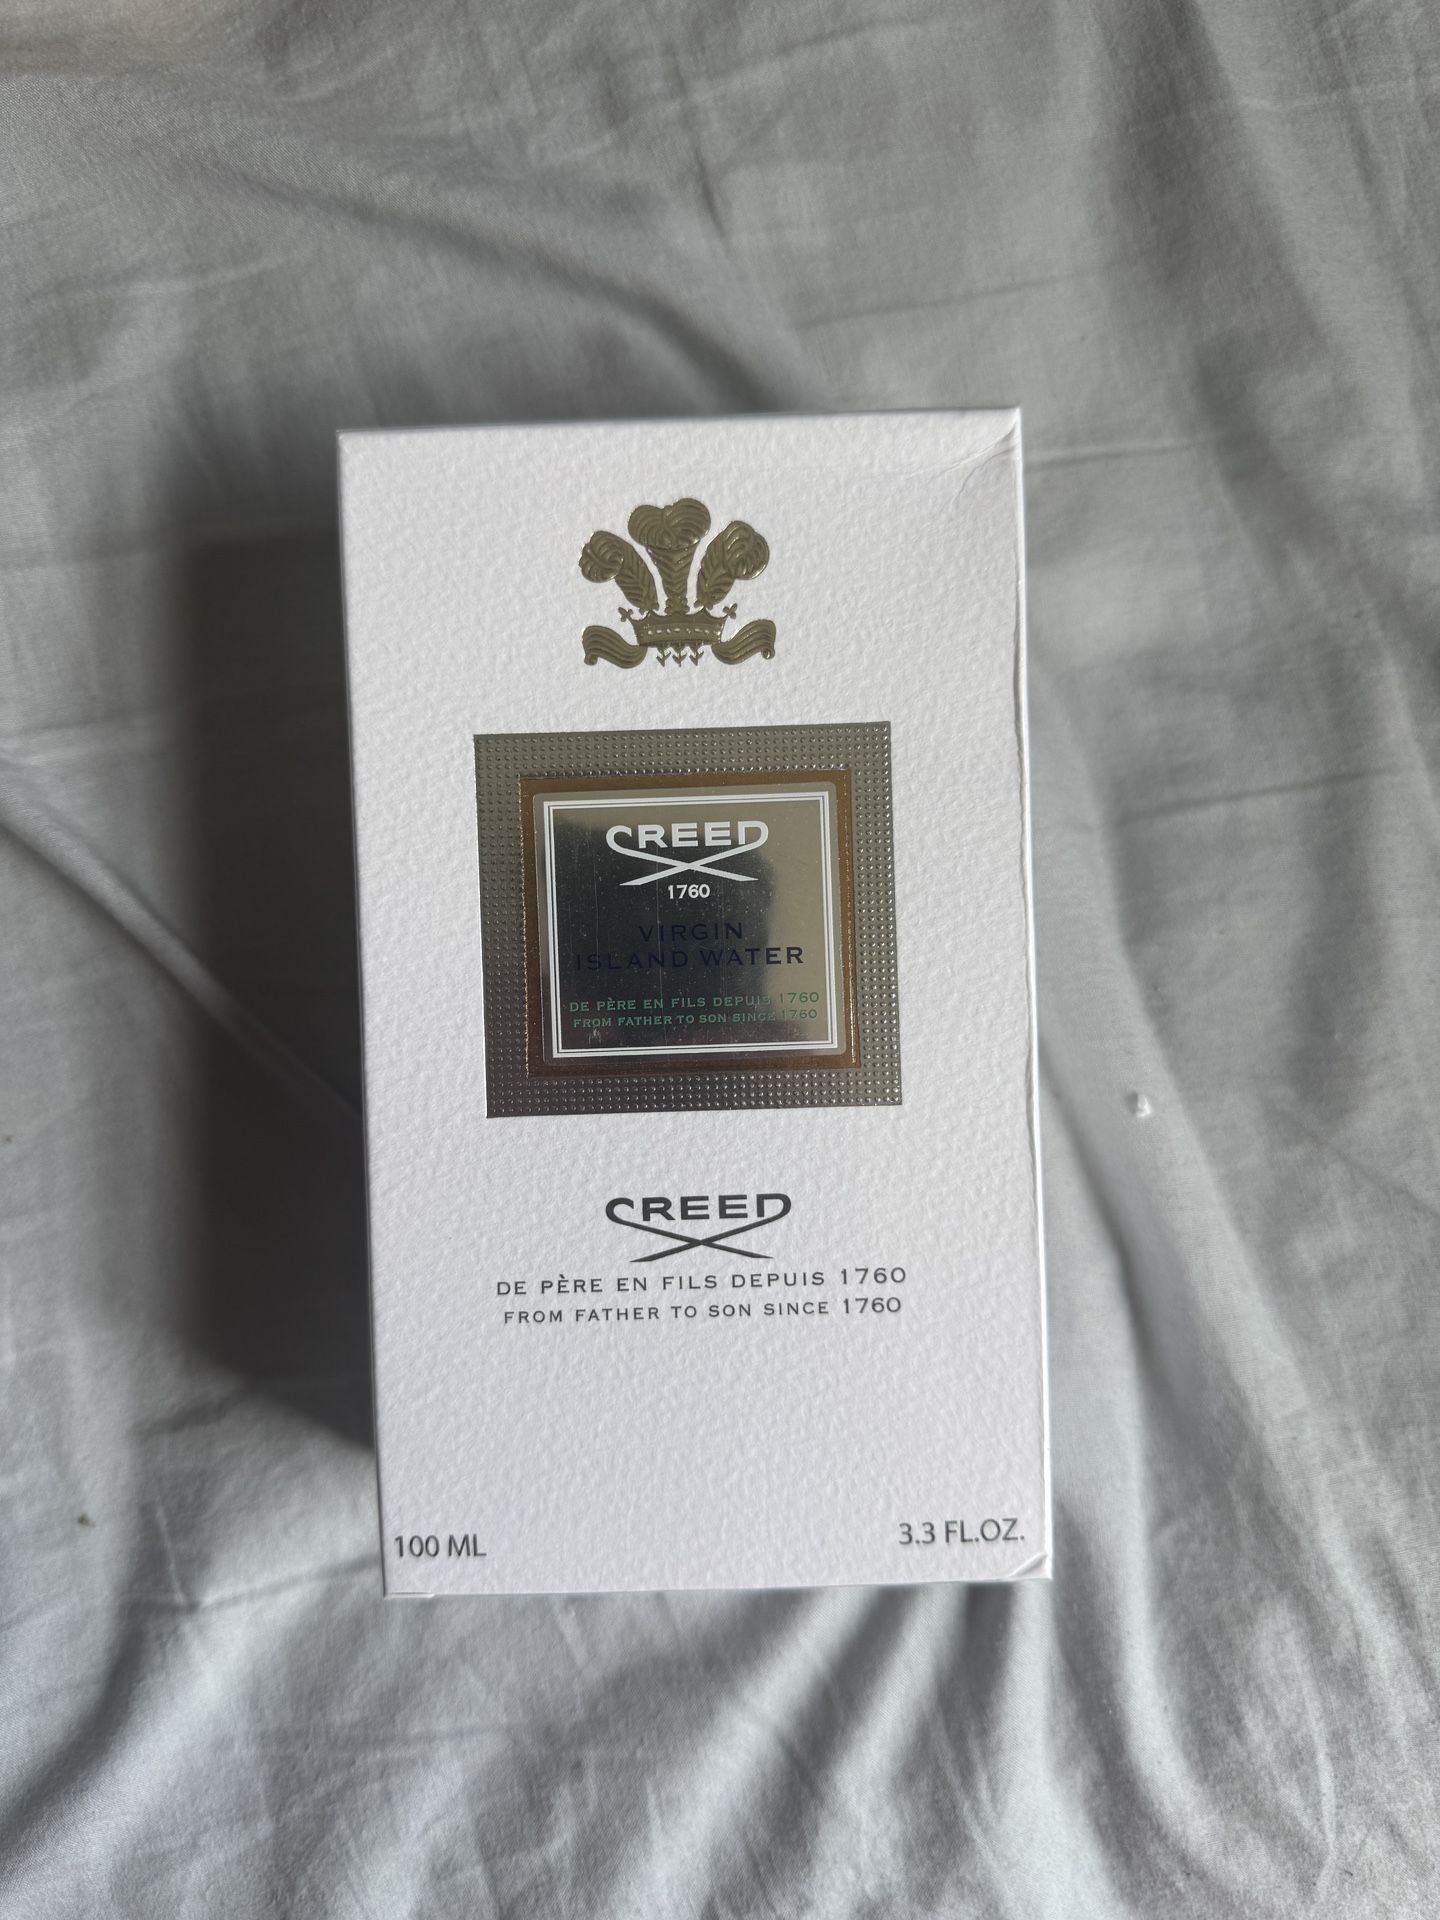 CREED
1760
VIRGIN
ISLAND WATER
DE PÈRE EN FILS DEPUIS 1760
FROM FATHER TO SON SINCE 1760
CREED
DE PÈRE EN FILS DEPUIS 1760
FROM FATHER TO SON SINCE 1760
100 ML
3.3 FL.OZ.